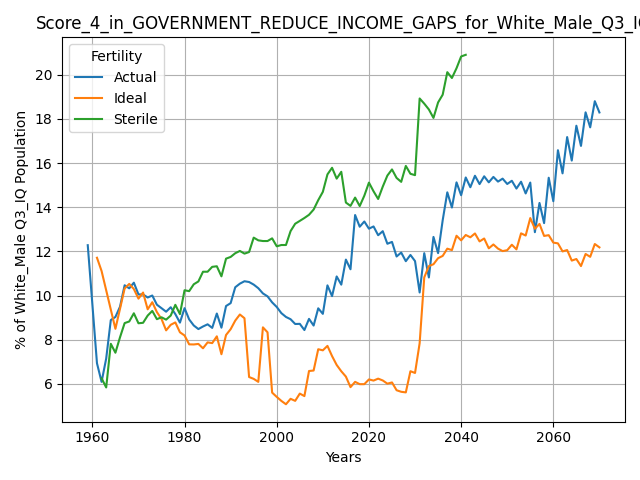 Score_4_in_GOVERNMENT_REDUCE_INCOME_GAPS_for_White_Male_Q3_IQ
Fertility
Actual
Ideal
Sterile
% of White_Male Q3_IQ Population
20
18
16
14
12
10
8
6
1960 1980 2000 2020 2040 2060
Years